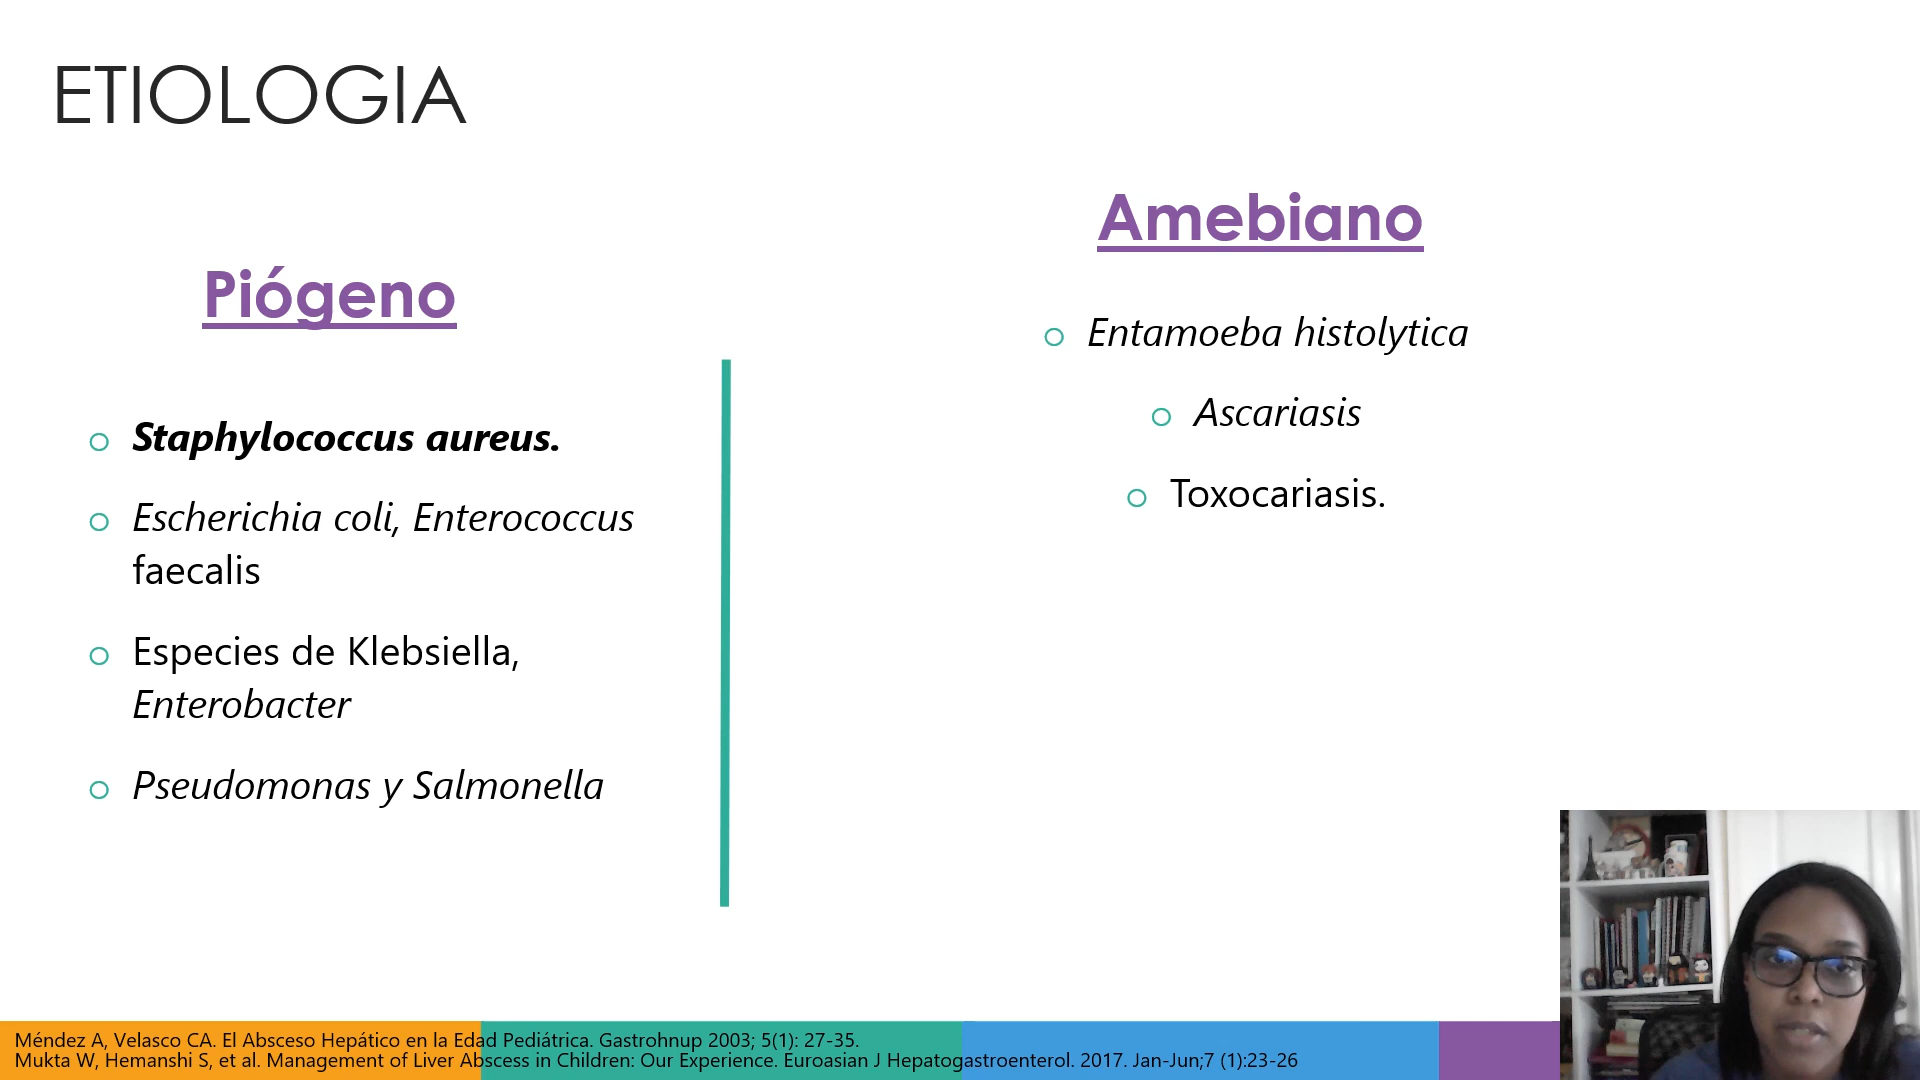 ETIOLOGIA
Piógeno
Staphylococcus aureus.
Escherichia coli, Enterococcus
faecalis
Especies de Klebsiella,
Enterobacter
Pseudomonas y Salmonella
Amebiano
Entamoeba histolytica
Ascariasis
Toxocariasis.
Méndez A, Velasco CA. El Absceso Hepático en la Edad Pediátrica. Gastrohnup 2003; 5(1): 27-35.
Mukta W, Hemanshi S, et al. Management of Liver Abscess in Children: Our Experience. Euroasian J Hepatogastroenterol. 2017. Jan-Jun;7 (1):23-26